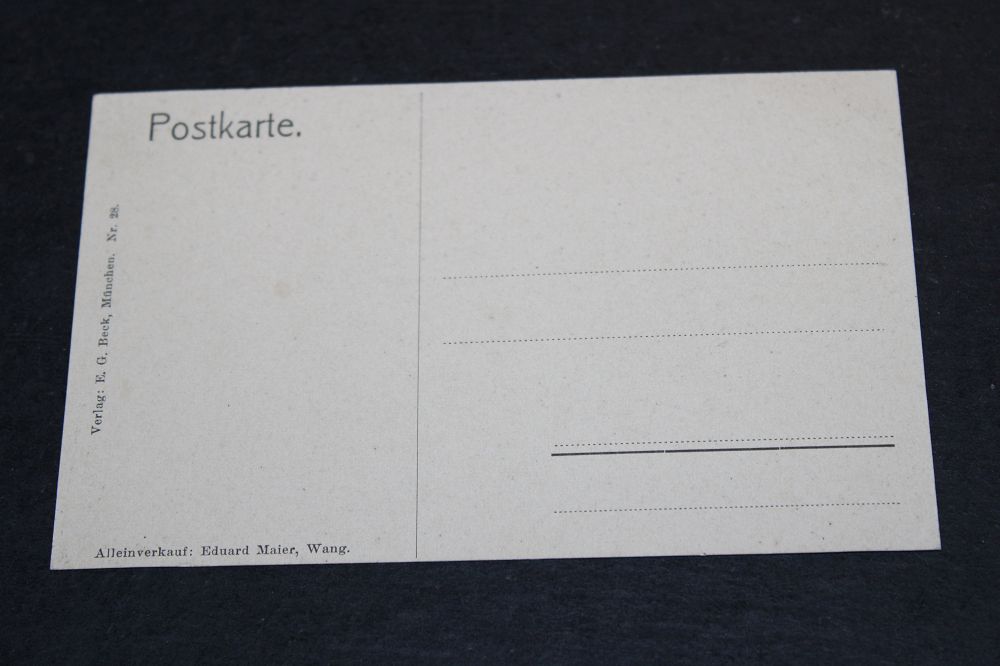 Postkarte.
Verlag: E. G. Beck, München. Nr. 28.
Alleinverkauf: Eduard Maier, Wang.